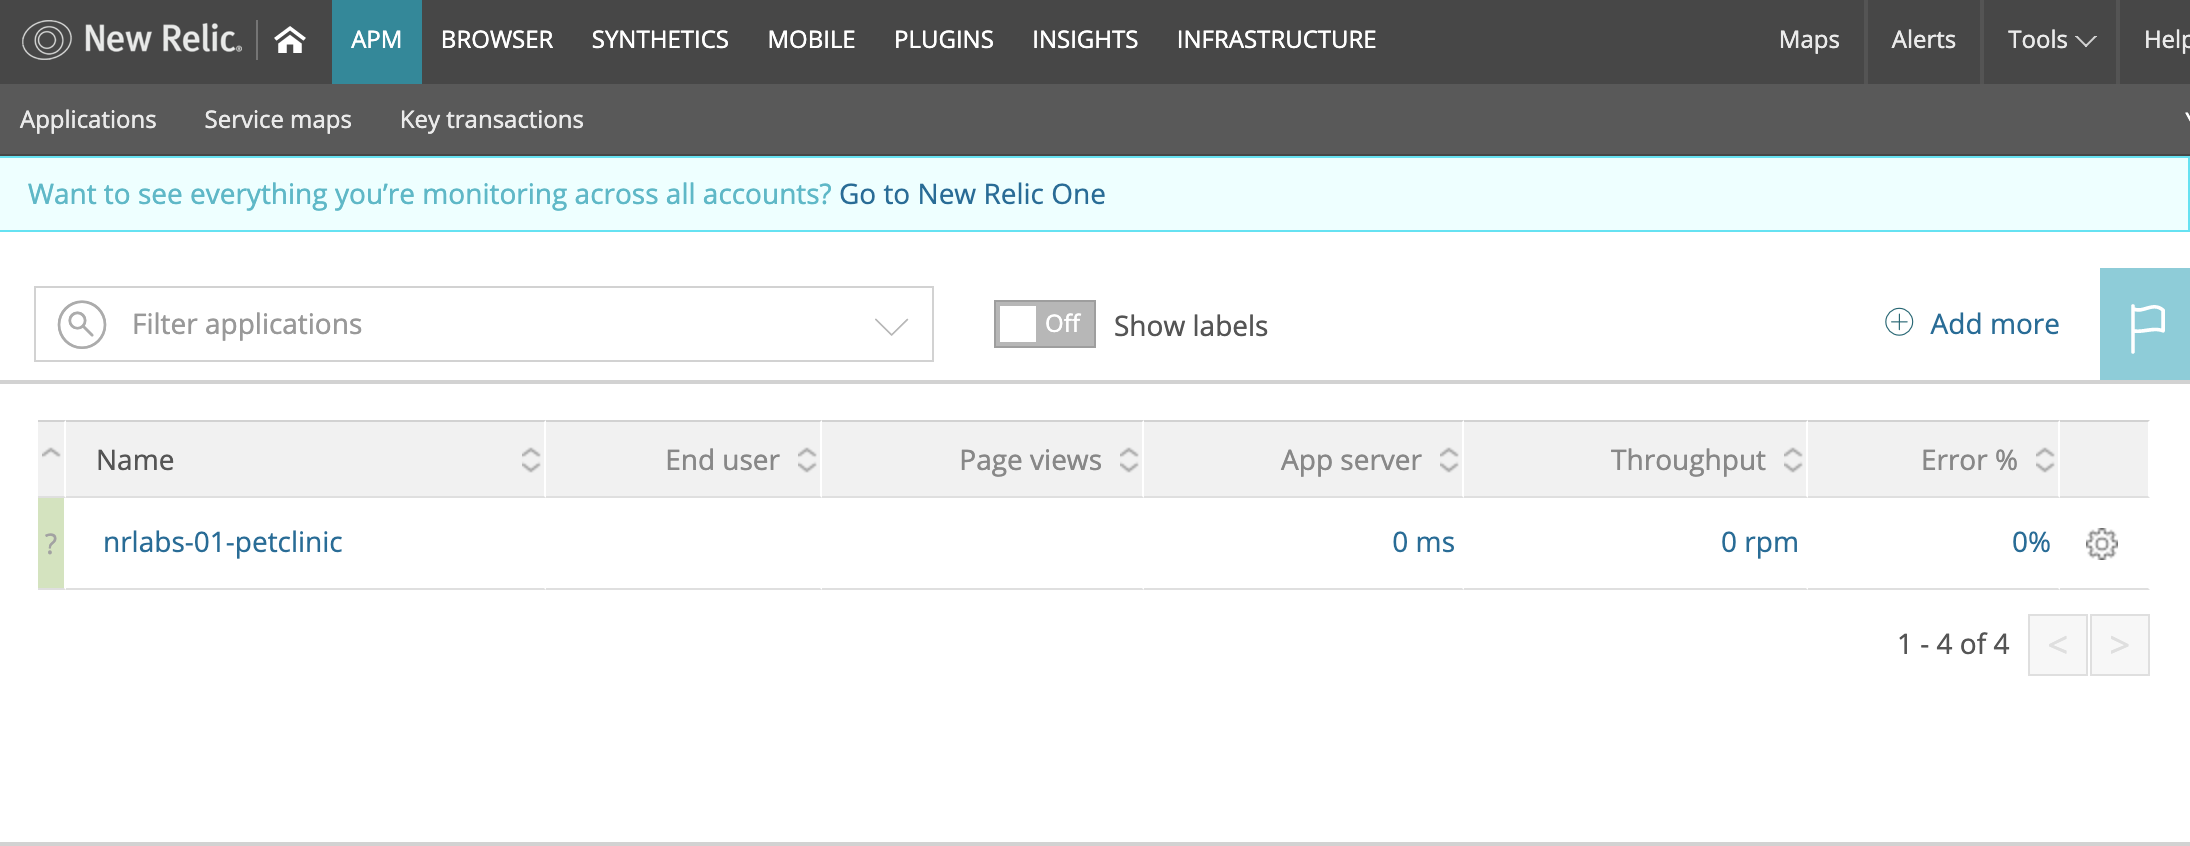 New Relic. APM BROWSER SYNTHETICS MOBILE PLUGINS INSIGHTS INFRASTRUCTURE Maps Alerts Tools Help
Applications Service maps Key transactions
Want to see everything you're monitoring across all accounts? Go to New Relic One
Filter applications Off Show labels Add more
Name End user Page views App server Throughput Error %
? nrlabs-01-petclinic 0 ms 0 rpm 0%
1 - 4 of 4 < >